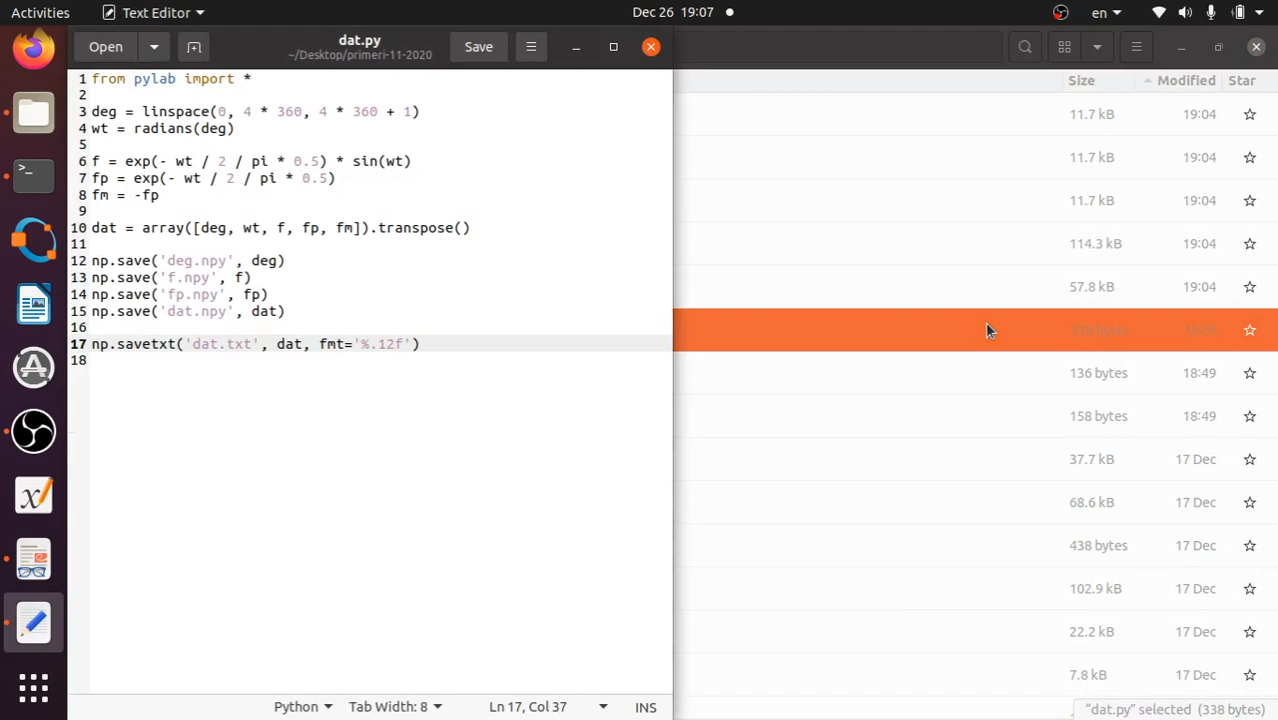 Activities Text Editor Dec 26 19:07 en
Open dat.py Save
~/Desktop/primeri-11-2020
1 from pylab import *
2
3 deg = linspace(0, 4 * 360, 4 * 360 + 1)
4 wt = radians(deg)
5
6 f = exp(- wt / 2 / pi * 0.5) * sin(wt)
7 fp = exp(- wt / 2 / pi * 0.5)
8 fm = -fp
9
10 dat = array([deg, wt, f, fp, fm]).transpose()
11
12 np.save('deg.npy', deg)
13 np.save('f.npy', f)
14 np.save('fp.npy', fp)
15 np.save('dat.npy', dat)
16
17 np.savetxt('dat.txt', dat, fmt='%.12f')
18
Python Tab Width: 8 Ln 17, Col 37 INS
Size Modified Star
11.7 kB 19:04
11.7 kB 19:04
11.7 kB 19:04
114.3 kB 19:04
57.8 kB 19:04
136 bytes 18:49
158 bytes 18:49
37.7 kB 17 Dec
68.6 kB 17 Dec
438 bytes 17 Dec
102.9 kB 17 Dec
22.2 kB 17 Dec
7.8 kB 17 Dec
"dat.py" selected (338 bytes)